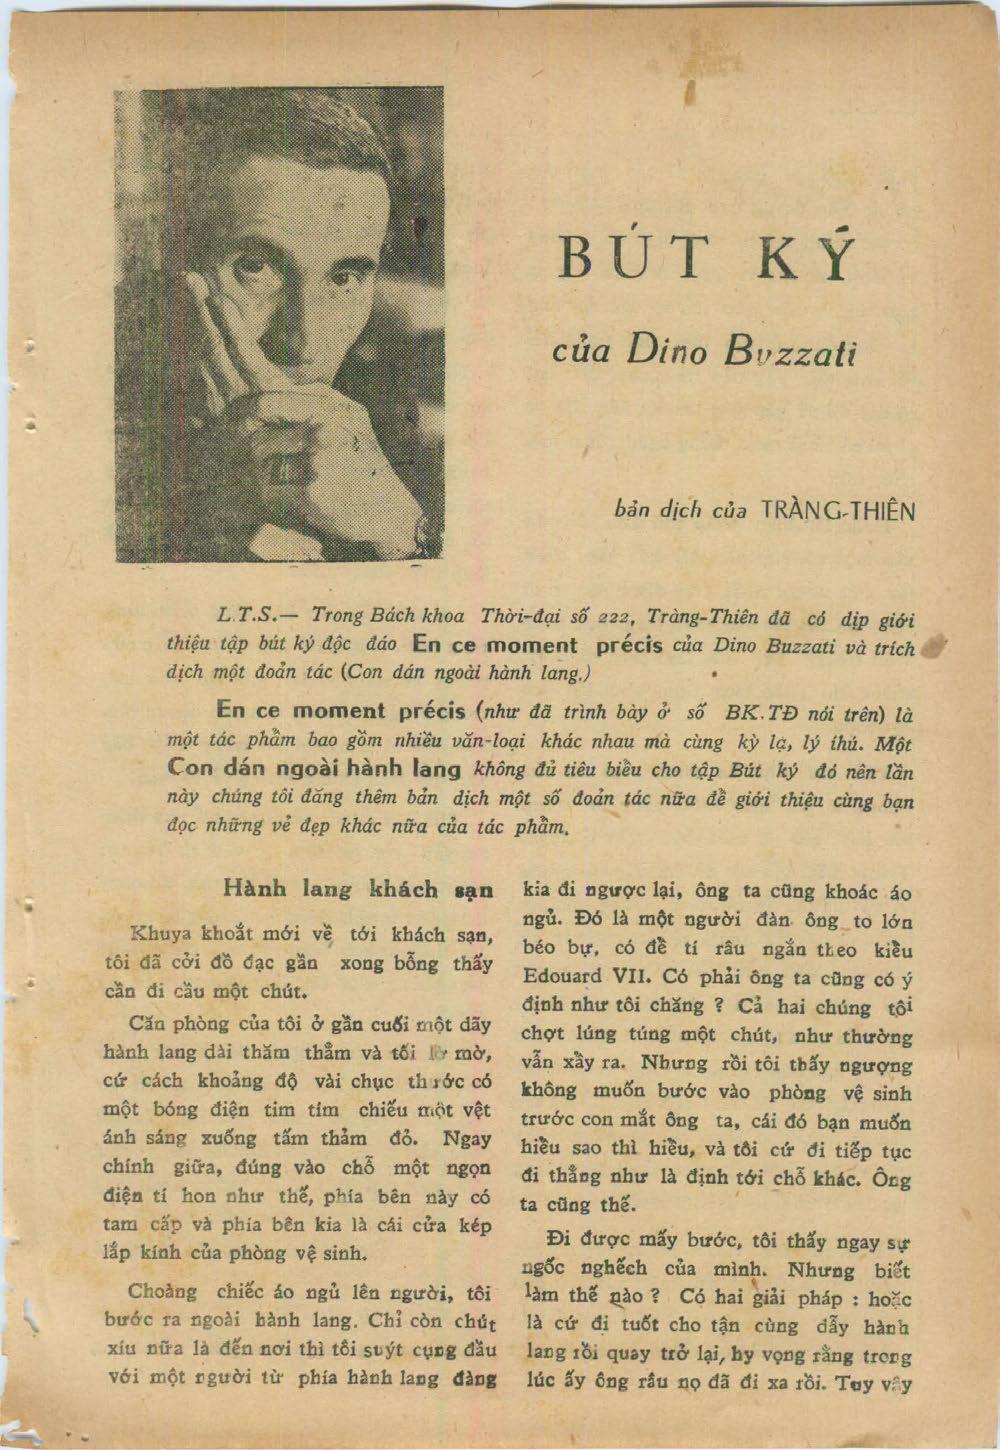 BÚT KÝ
của Dino Buzzati
bản dịch của TRÀNG-THIÊN
L.T.S.— Trong Bách khoa Thời-đại số 222, Tràng-Thiên đã có dịp giới
thiệu tập bút ký độc đáo En ce moment précis của Dino Buzzati và trích
dịch một đoản tác (Con dán ngoài hành lang.)
En ce moment précis (như đã trình bày ở số BK.TĐ nói trên) là
một tác phẩm bao gồm nhiều văn-loại khác nhau mà cùng kỳ lạ, lý thú. Một
Con dán ngoài hành lang không đủ tiêu biểu cho tập Bút ký đó nên lần
này chúng tôi đăng thêm bản dịch một số đoản tác nữa để giới thiệu cùng bạn
đọc những vẻ đẹp khác nữa của tác phẩm.
Hành lang khách sạn
Khuya khoắt mới về tới khách sạn,
tôi đã cởi đồ đạc gần xong bỗng thấy
cần đi cầu một chút.
Căn phòng của tôi ở gần cuối một dãy
hành lang dài thăm thẳm và tối lờ mờ,
cứ cách khoảng độ vài chục thước có
một bóng điện tim tím chiếu một vệt
ánh sáng xuống tấm thảm đỏ. Ngay
chính giữa, đúng vào chỗ một ngọn
điện tí hon như thế, phía bên này có
tam cấp và phía bên kia là cái cửa kép
lắp kính của phòng vệ sinh.
Choàng chiếc áo ngủ lên người, tôi
bước ra ngoài hành lang. Chỉ còn chút
xíu nữa là đến nơi thì tôi suýt cụng đầu
với một người từ phía hành lang đàng
kia đi ngược lại, ông ta cũng khoác áo
ngủ. Đó là một người đàn ông to lớn
béo bự, có để tí râu ngắn theo kiểu
Edouard VII. Có phải ông ta cũng có ý
định như tôi chăng ? Cả hai chúng tôi
chợt lúng túng một chút, như thường
vẫn xẩy ra. Nhưng rồi tôi thấy ngượng
không muốn bước vào phòng vệ sinh
trước con mắt ông ta, cái đó bạn muốn
hiểu sao thì hiểu, và tôi cứ đi tiếp tục
đi thẳng như là định tới chỗ khác. Ông
ta cũng thế.
Đi được mấy bước, tôi thấy ngay sự
ngốc nghếch của mình. Nhưng biết
làm thế nào ? Có hai giải pháp : hoặc
là cứ đi tuốt cho tận cùng dẫy hành
lang rồi quay trở lại, hy vọng rằng trong
lúc ấy ông râu nọ đã đi xa rồi. Tuy vậy